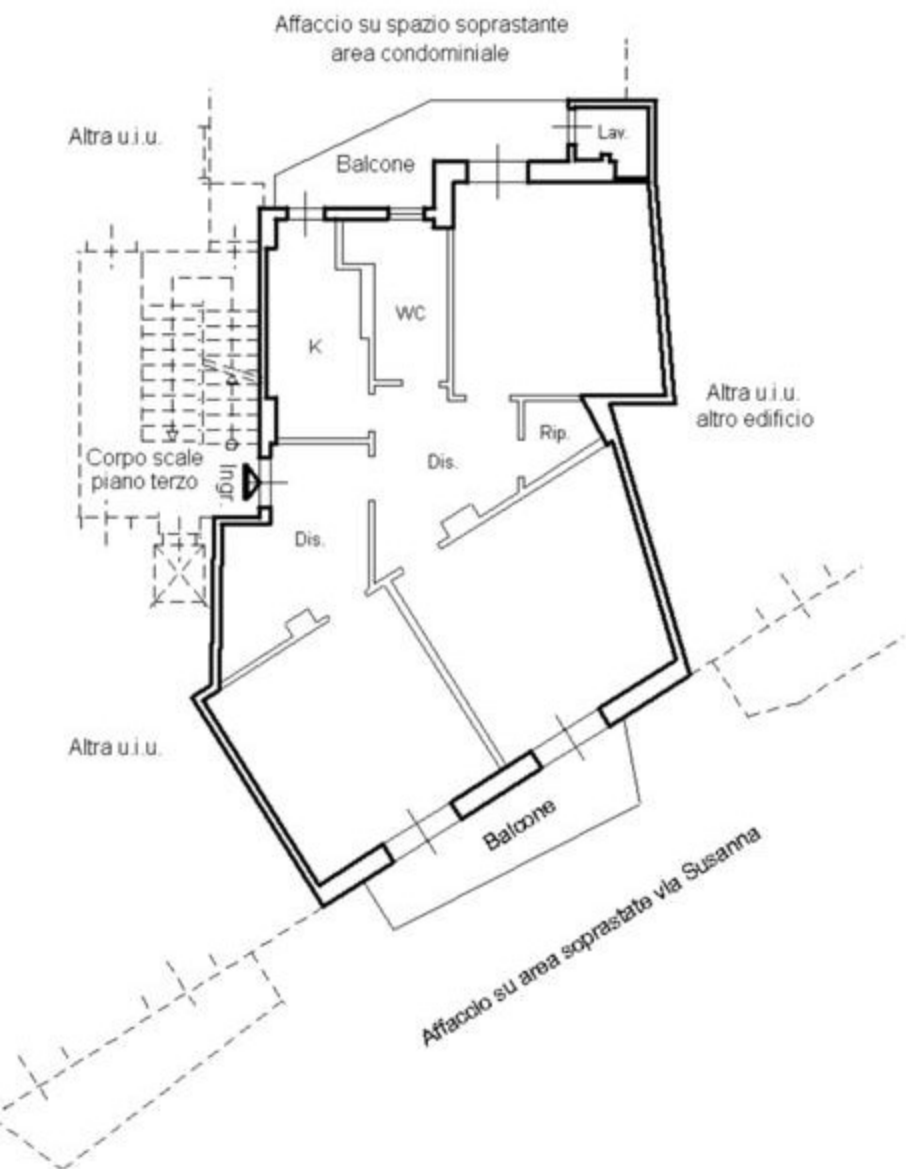 Affaccio su spazio soprastante
area condominiale
Altra u.i.u.
Lav.
Balcone
WC
K
Altra u.i.u.
altro edificio
Rip.
Dis.
Corpo scale
piano terzo
Ingr.
Dis.
Altra u.i.u.
Balcone
Affaccio su area soprastate via Susanna